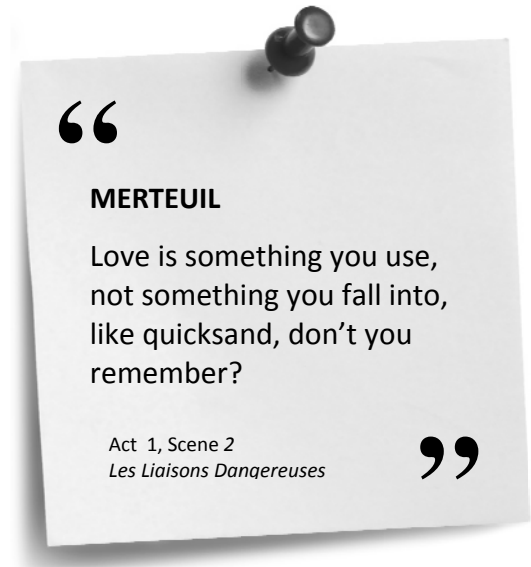 “
MERTEUIL
Love is something you use,
not something you fall into,
like quicksand, don’t you
remember?
Act 1, Scene 2
Les Liaisons Dangereuses
”